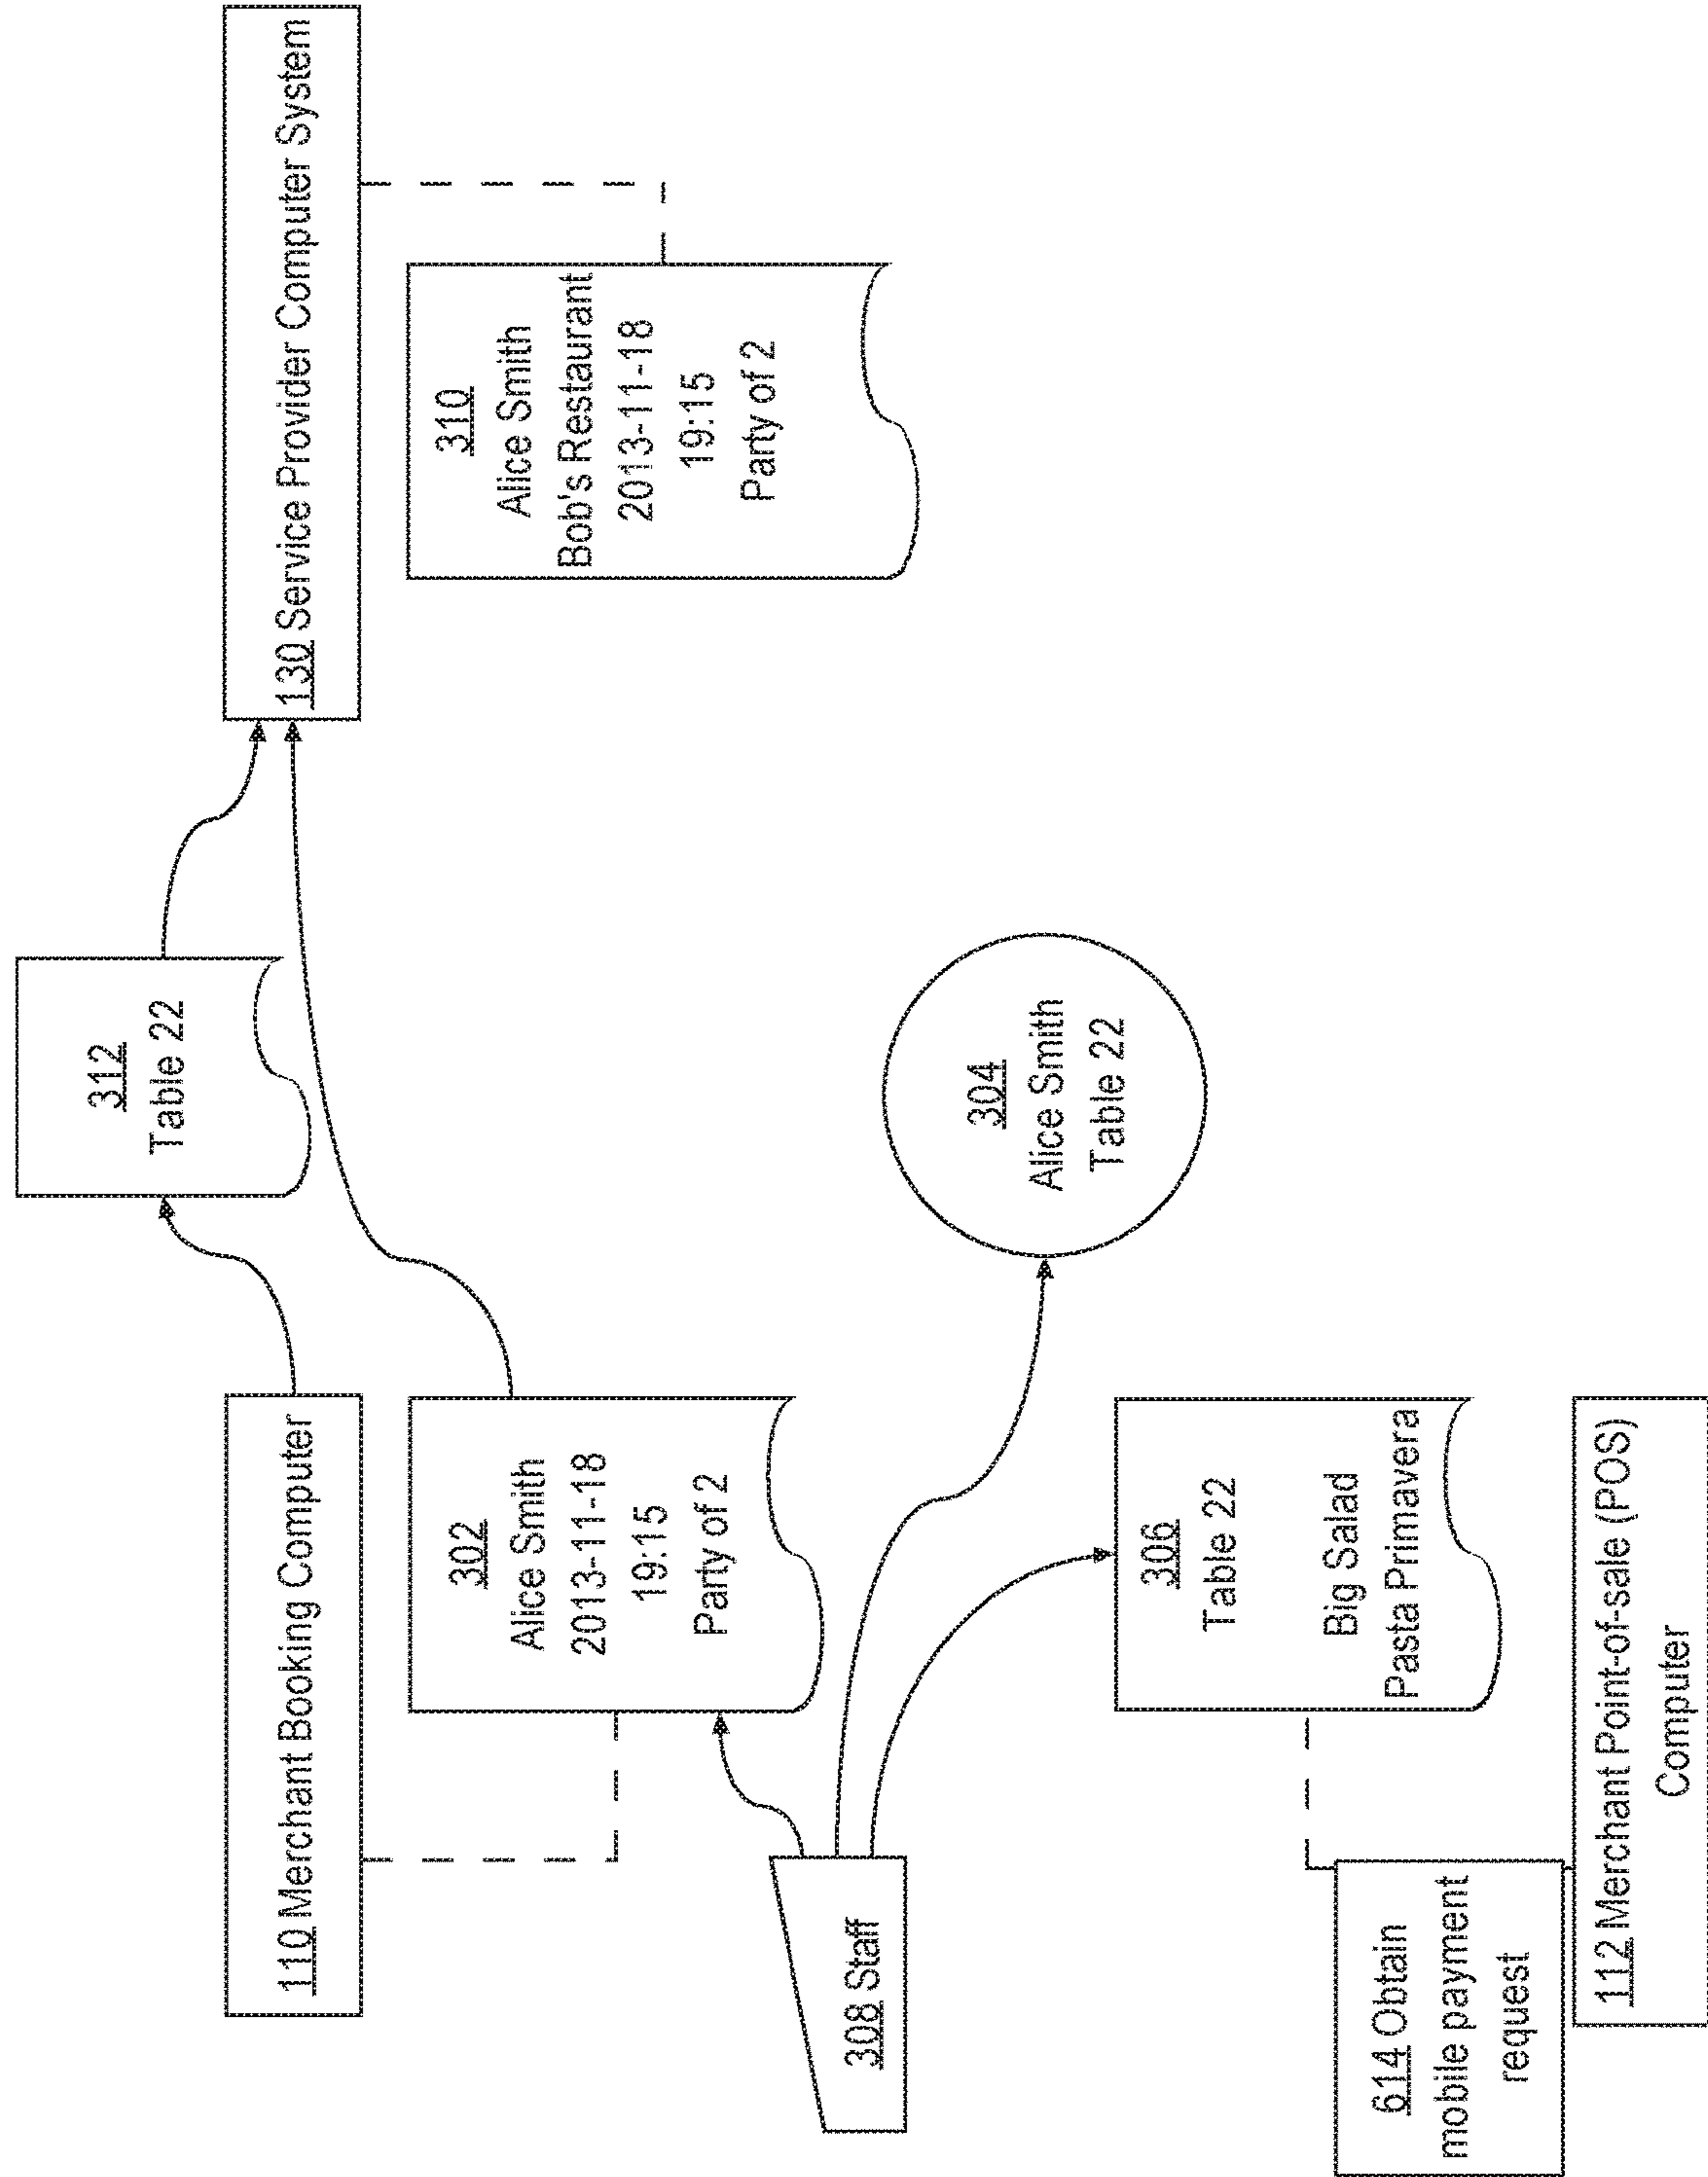 312
Table 22
110 Merchant Booking Computer
130 Service Provider Computer System
302
Alice Smith
2013-11-18
19:15
Party of 2
310
Alice Smith
Bob's Restaurant
2013-11-18
19:15
Party of 2
308 Staff
304
Alice Smith
Table 22
306
Table 22
Big Salad
Pasta Primavera
614 Obtain
mobile payment
request
112 Merchant Point-of-sale (POS)
Computer